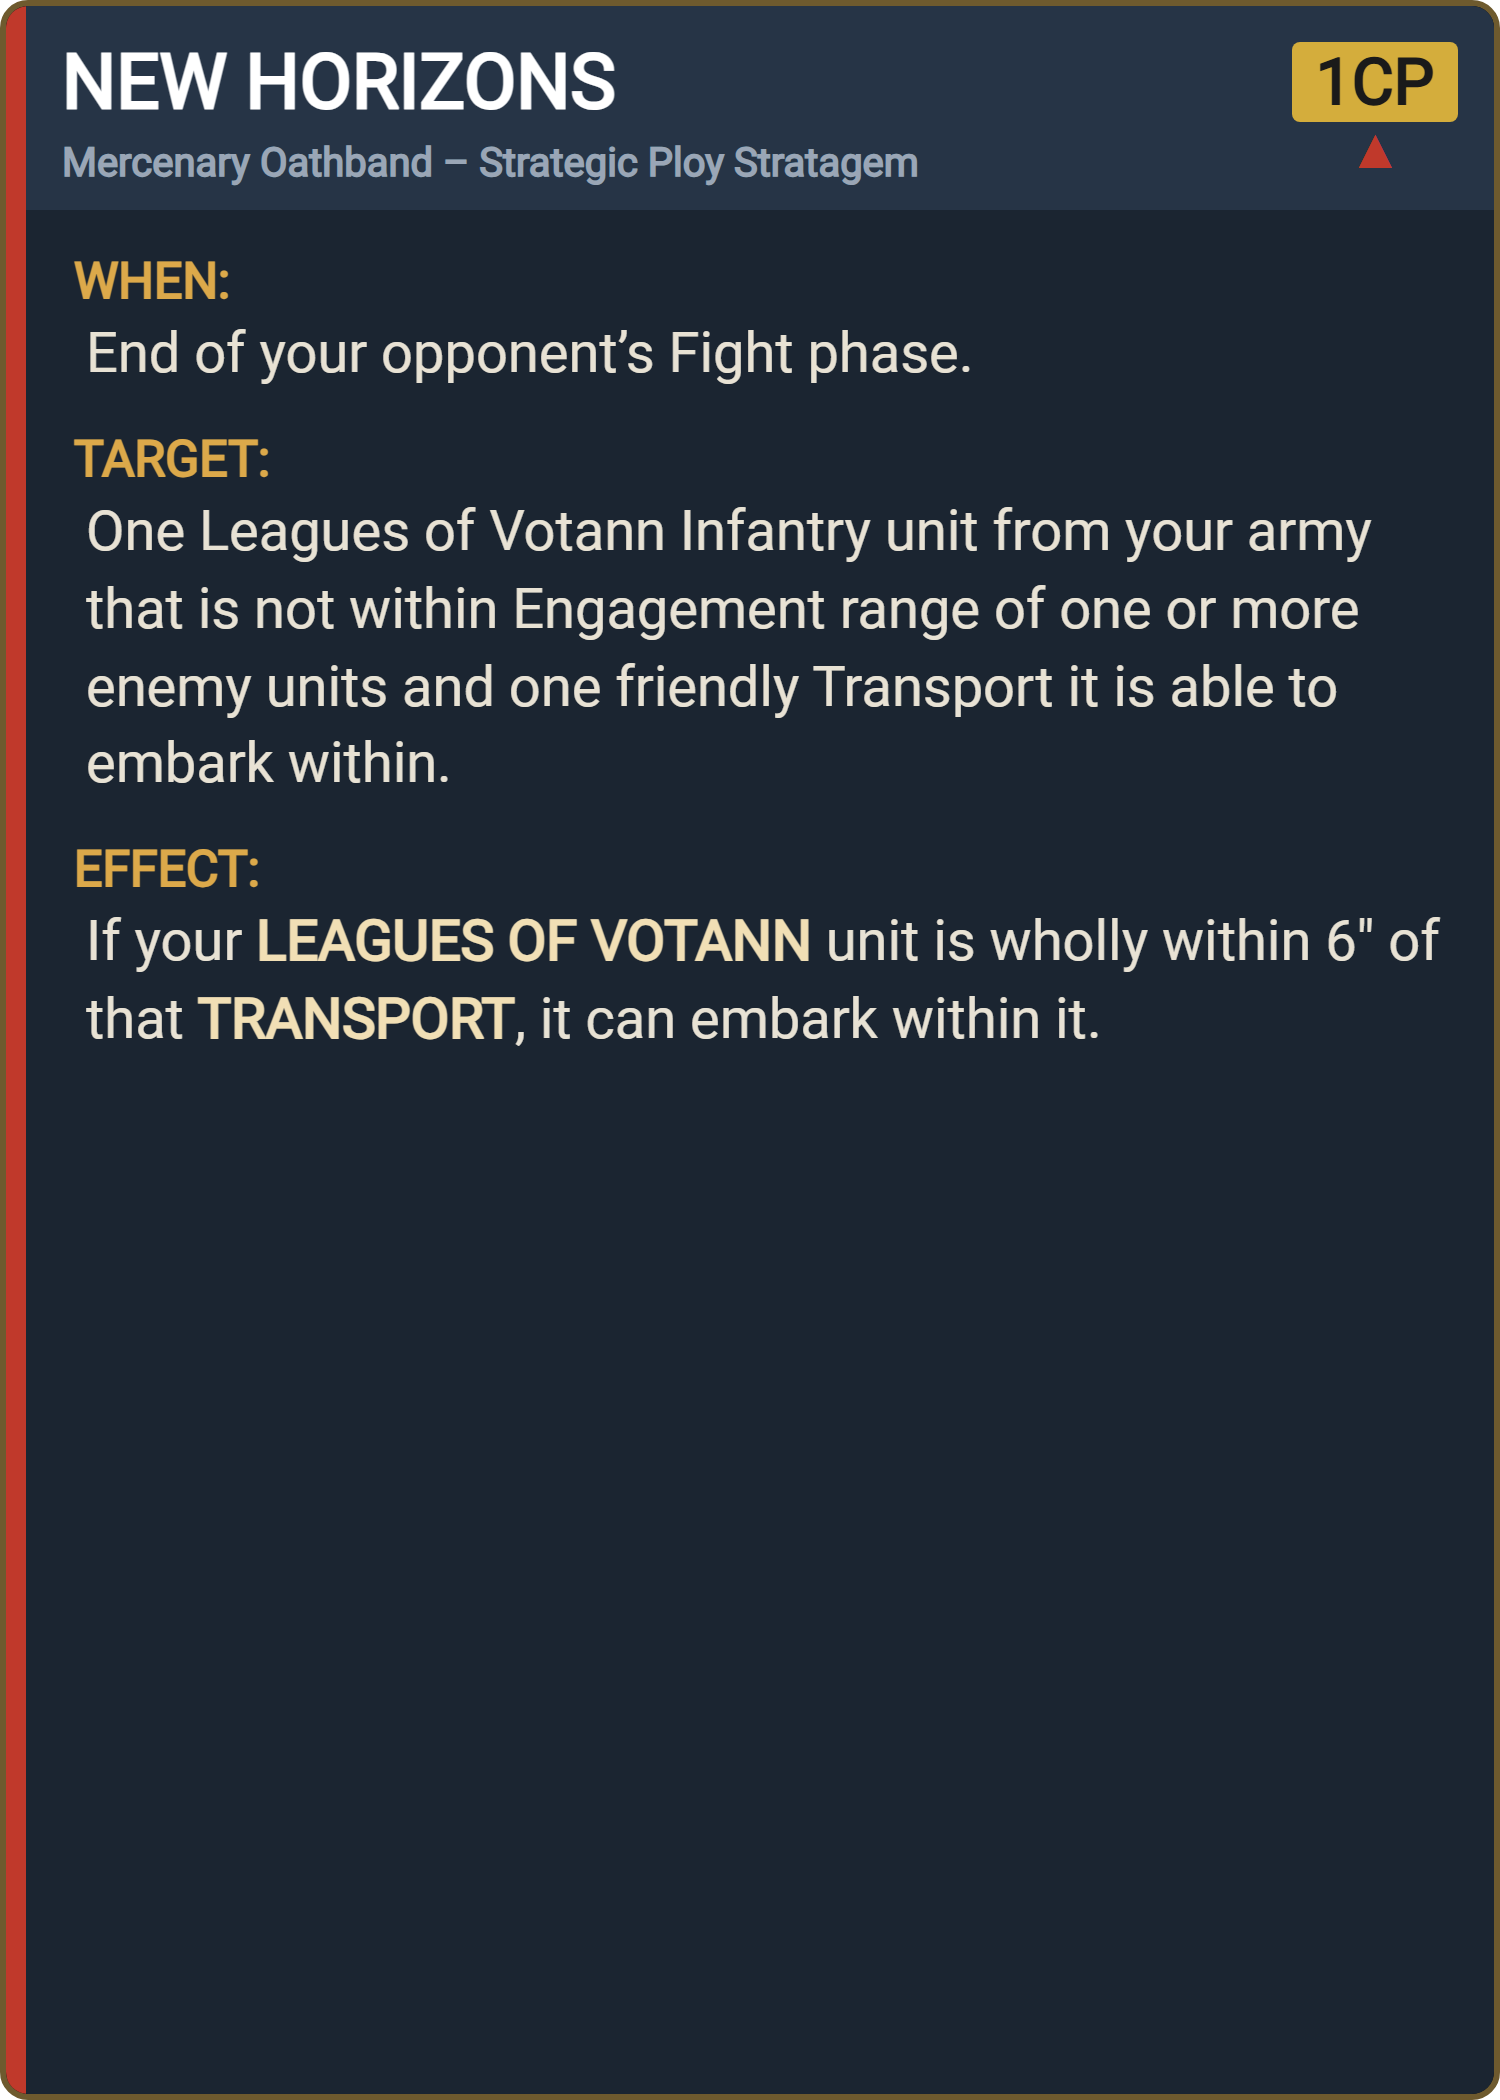 NEW HORIZONS
1CP
Mercenary Oathband – Strategic Ploy Stratagem
WHEN:
End of your opponent’s Fight phase.
TARGET:
One Leagues of Votann Infantry unit from your army
that is not within Engagement range of one or more
enemy units and one friendly Transport it is able to
embark within.
EFFECT:
If your LEAGUES OF VOTANN unit is wholly within 6" of
that TRANSPORT, it can embark within it.